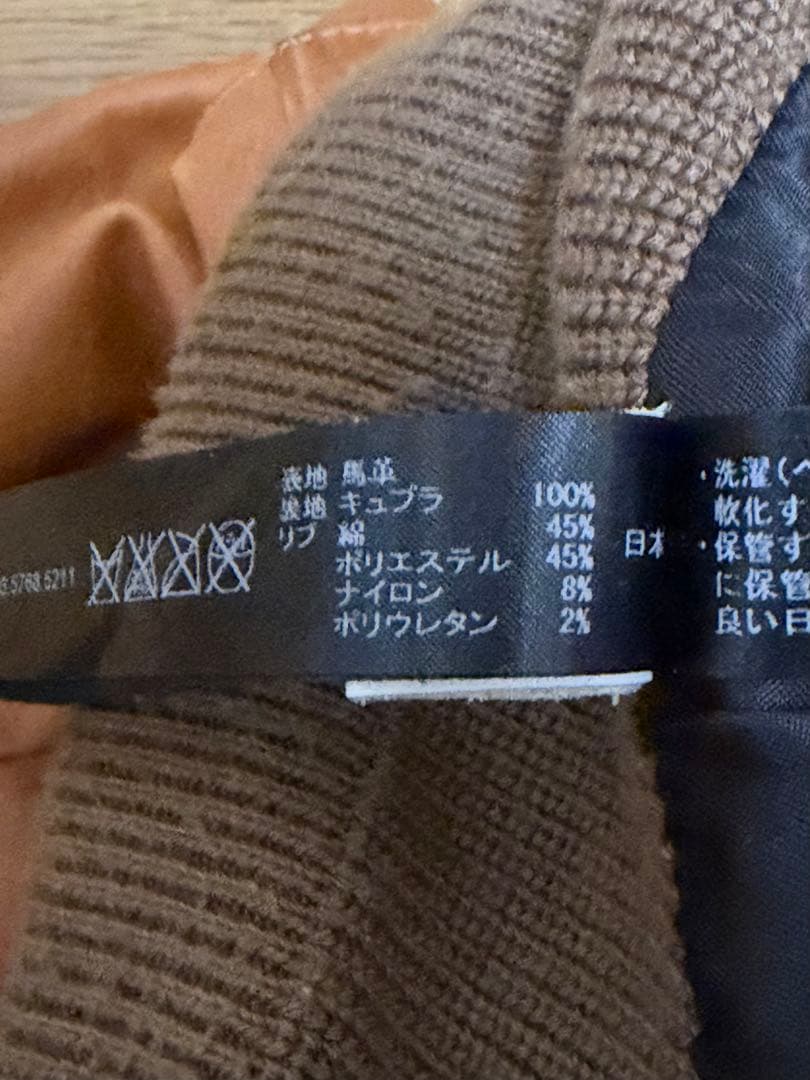 5768.5211
表地 馬革
裏地 キュプラ 100%
リブ 綿 45%
ポリエステル 45%
ナイロン 8%
ポリウレタン 2%
日本
・洗濯(
軟化す
・保管す
に保管
良い日